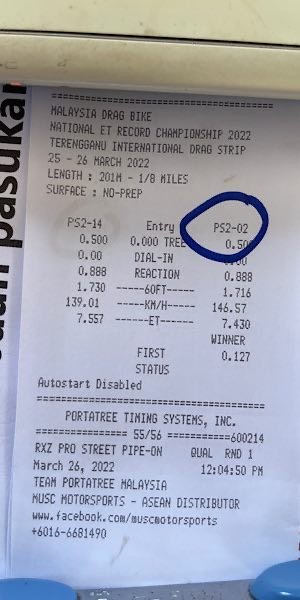 ==============================
MALAYSIA DRAG BIKE
NATIONAL ET RECORD CHAMPIONSHIP 2022
TERENGGANU INTERNATIONAL DRAG STRIP
25 - 26 MARCH 2022
LENGTH : 201M - 1/8 MILES
SURFACE : NO-PREP
PS2-14 Entry PS2-02
0.500 0.000 TREE 0.500
0.00 DIAL-IN 0.00
0.888 REACTION 0.888
1.730 -----60FT----- 1.716
139.01 -----KM/H----- 146.57
7.557 ------ET------ 7.430
WINNER
FIRST 0.127
STATUS
Autostart Disabled
==============================
PORTATREE TIMING SYSTEMS, INC.
============ 55/56 ===========600214
RXZ PRO STREET PIPE-ON QUAL RND 1
March 26, 2022 12:04:50 PM
TEAM PORTATREE MALAYSIA
MUSC MOTORSPORTS - ASEAN DISTRIBUTOR
www.facebook.com/muscmotorsports
+6016-6681490
pasukan